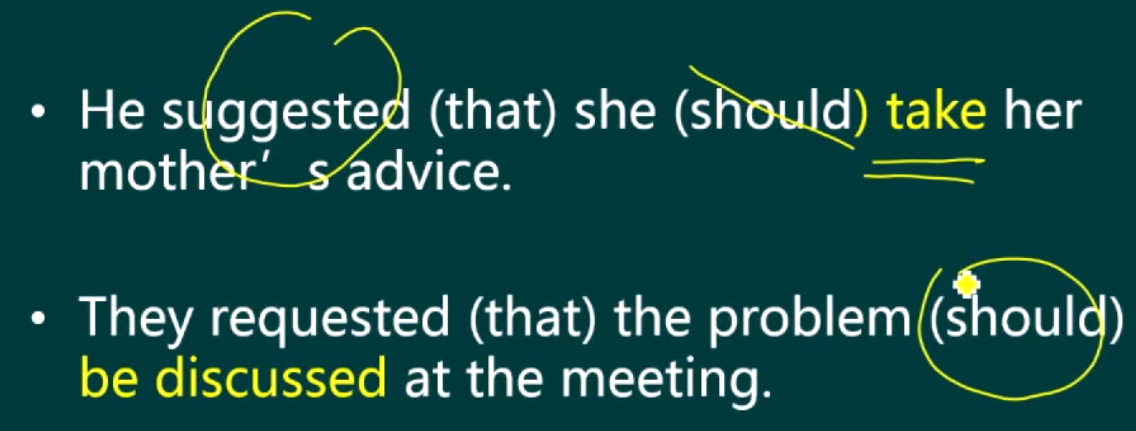 • He suggested (that) she (should) take her
mother’ s advice.
• They requested (that) the problem (should)
be discussed at the meeting.